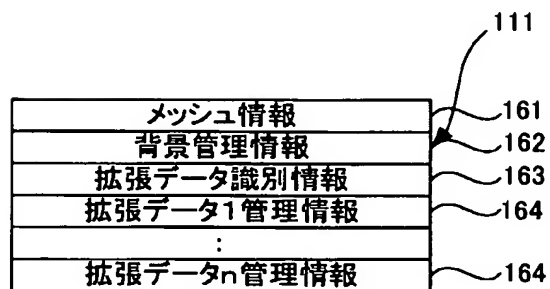 111
メッシュ情報 161
背景管理情報 162
拡張データ識別情報 163
拡張データ1管理情報 164
:
拡張データn管理情報 164